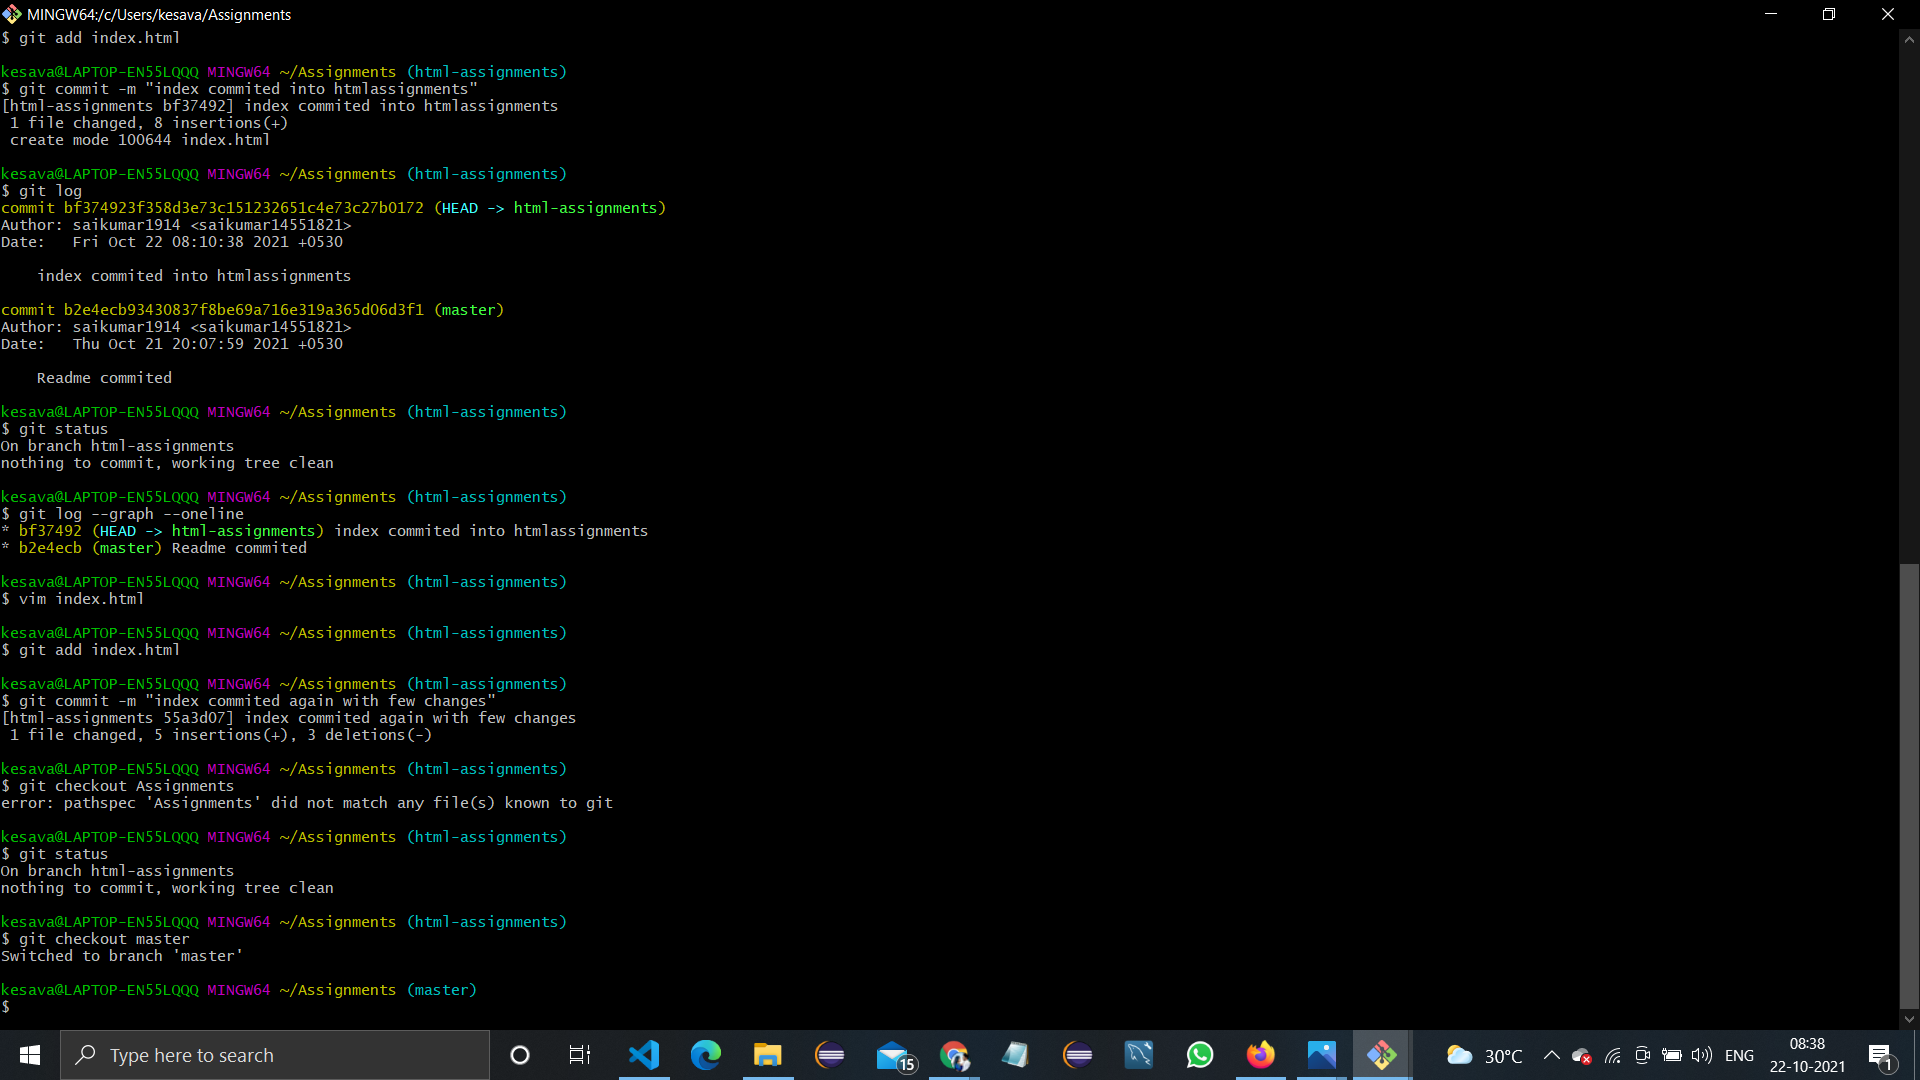 MINGW64:/c/Users/kesava/Assignments
$ git add index.html
kesava@LAPTOP-EN55LQQQ MINGW64 ~/Assignments (html-assignments)
$ git commit -m "index commited into htmlassignments"
[html-assignments bf37492] index commited into htmlassignments
1 file changed, 8 insertions(+)
create mode 100644 index.html
kesava@LAPTOP-EN55LQQQ MINGW64 ~/Assignments (html-assignments)
$ git log
commit bf374923f358d3e73c151232651c4e73c27b0172 (HEAD -> html-assignments)
Author: saikumar1914 <saikumar14551821>
Date:   Fri Oct 22 08:10:38 2021 +0530
index commited into htmlassignments
commit b2e4ecb93430837f8be69a716e319a365d06d3f1 (master)
Author: saikumar1914 <saikumar14551821>
Date:   Thu Oct 21 20:07:59 2021 +0530
Readme commited
kesava@LAPTOP-EN55LQQQ MINGW64 ~/Assignments (html-assignments)
$ git status
On branch html-assignments
nothing to commit, working tree clean
kesava@LAPTOP-EN55LQQQ MINGW64 ~/Assignments (html-assignments)
$ git log --graph --oneline
* bf37492 (HEAD -> html-assignments) index commited into htmlassignments
* b2e4ecb (master) Readme commited
kesava@LAPTOP-EN55LQQQ MINGW64 ~/Assignments (html-assignments)
$ vim index.html
kesava@LAPTOP-EN55LQQQ MINGW64 ~/Assignments (html-assignments)
$ git add index.html
kesava@LAPTOP-EN55LQQQ MINGW64 ~/Assignments (html-assignments)
$ git commit -m "index commited again with few changes"
[html-assignments 55a3d07] index commited again with few changes
1 file changed, 5 insertions(+), 3 deletions(-)
kesava@LAPTOP-EN55LQQQ MINGW64 ~/Assignments (html-assignments)
$ git checkout Assignments
error: pathspec 'Assignments' did not match any file(s) known to git
kesava@LAPTOP-EN55LQQQ MINGW64 ~/Assignments (html-assignments)
$ git status
On branch html-assignments
nothing to commit, working tree clean
kesava@LAPTOP-EN55LQQQ MINGW64 ~/Assignments (html-assignments)
$ git checkout master
Switched to branch 'master'
kesava@LAPTOP-EN55LQQQ MINGW64 ~/Assignments (master)
$
Type here to search
15
30°C
ENG
08:38
22-10-2021
1